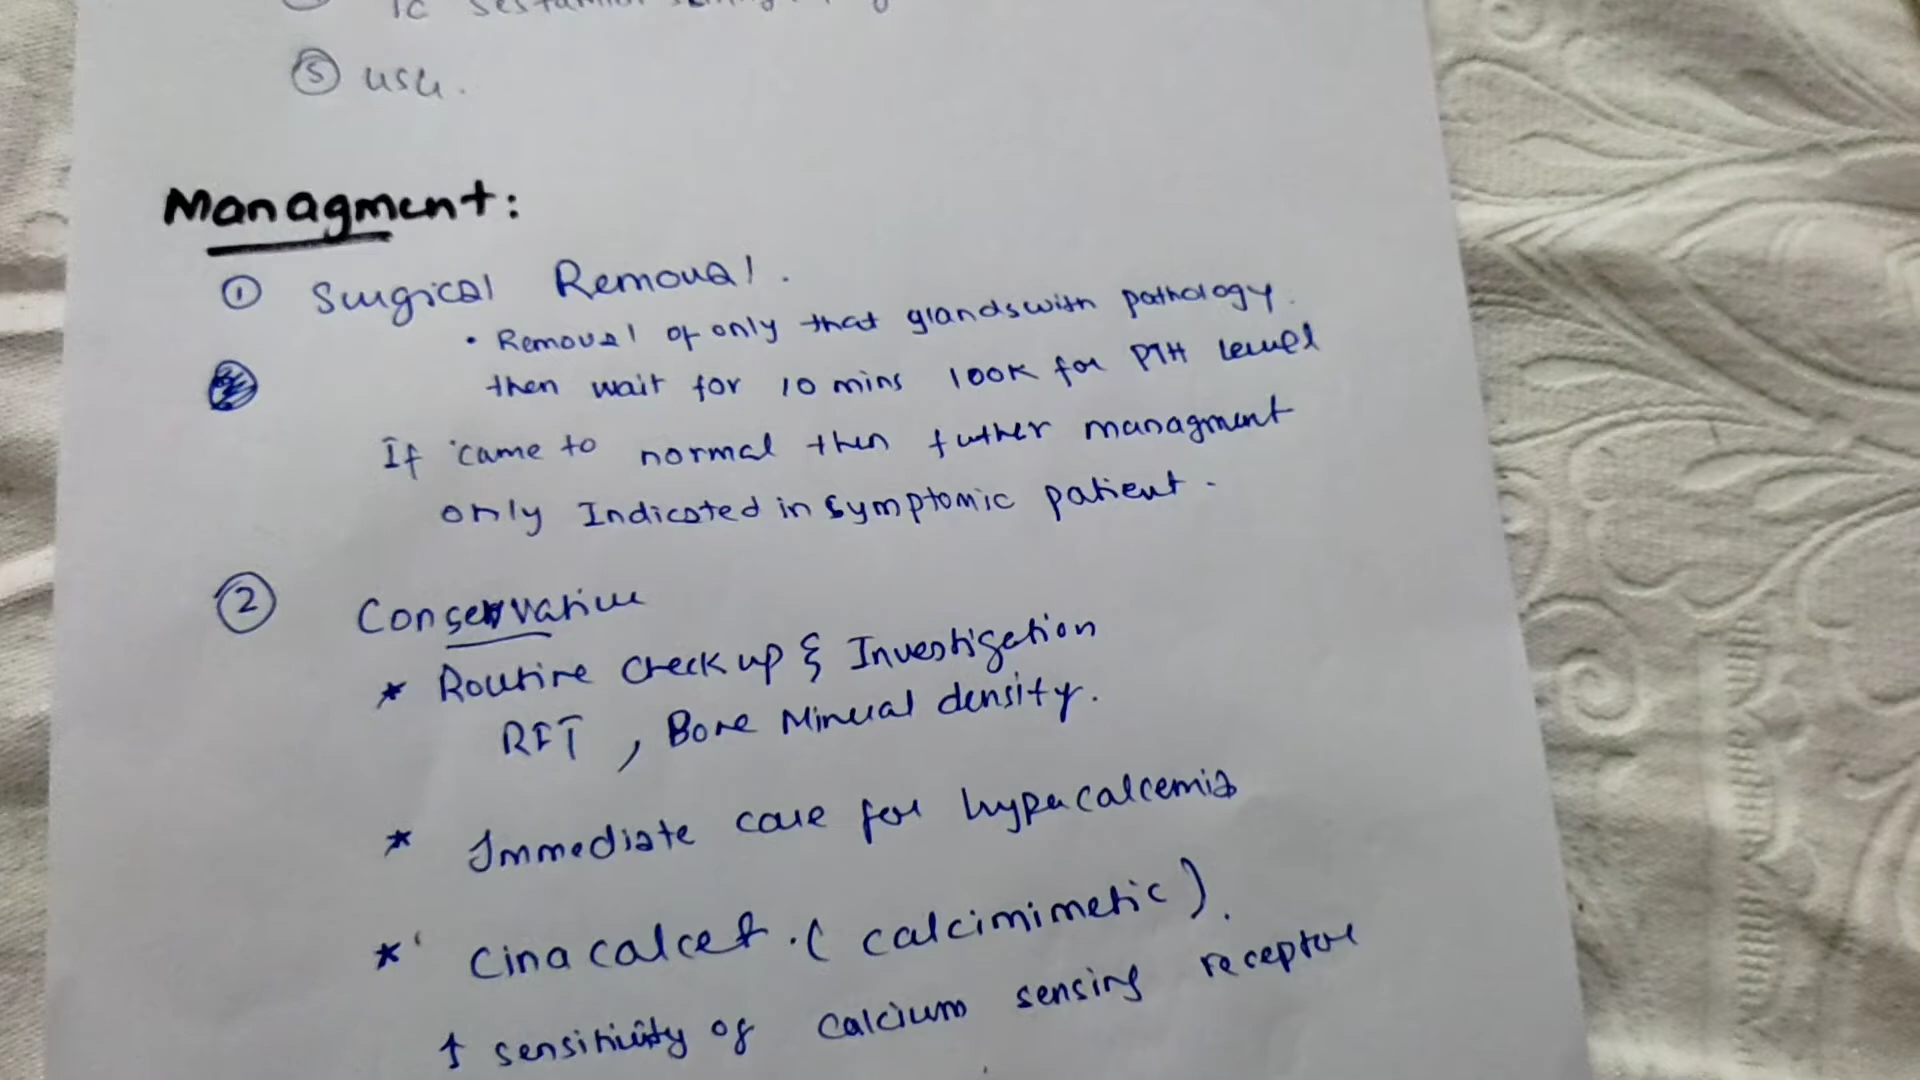 ⑤ USG.
Managment:
① Surgical Removal.
• Removal of only that glands with pathology.
then wait for 10 mins look for PTH level
If came to normal then futher managment
only Indicated in symptomic patient.
② Conservative
* Routine check up & Investigation
RFT, Bone Mineral density.
* Immediate care for hypercalcemia
* Cinacalcet. (calcimimetic).
↑ sensitivity of calcium sensing receptor